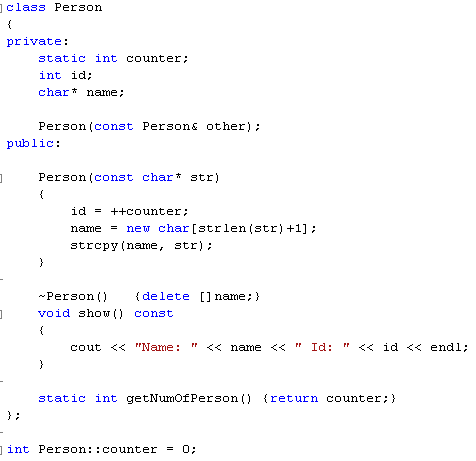 class Person
{
private:
    static int counter;
    int id;
    char* name;

    Person(const Person& other);
public:

    Person(const char* str)
    {
        id = ++counter;
        name = new char[strlen(str)+1];
        strcpy(name, str);
    }

    ~Person()   {delete []name;}
    void show() const
    {
        cout << "Name: " << name << " Id: " << id << endl;
    }

    static int getNumOfPerson() {return counter;}
};

int Person::counter = 0;